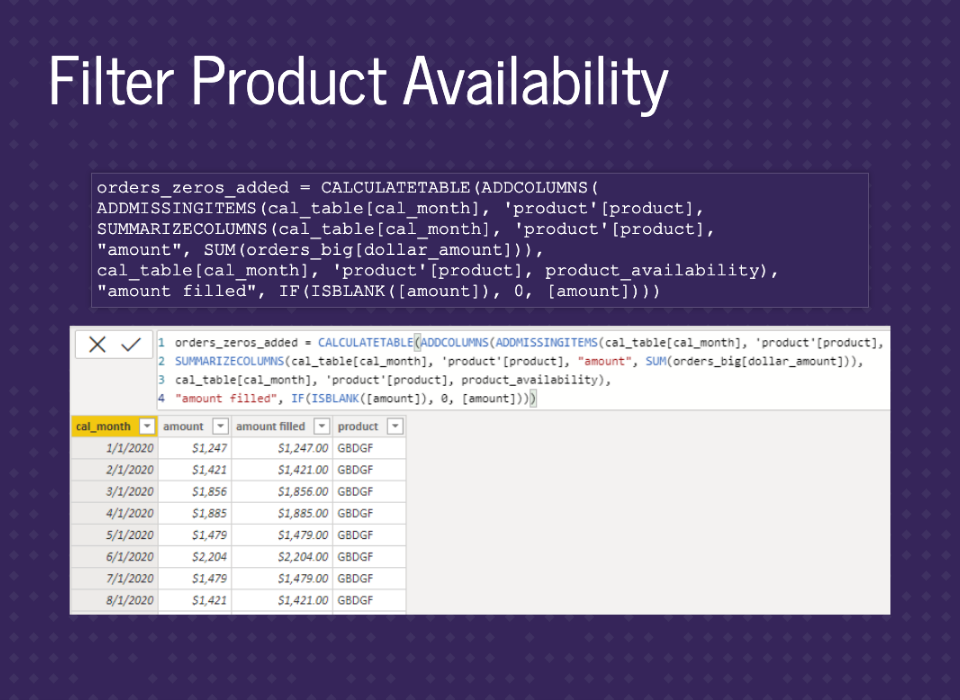 Filter Product Availability
orders_zeros_added = CALCULATETABLE(ADDCOLUMNS(
ADDMISSINGITEMS(cal_table[cal_month], 'product'[product],
SUMMARIZECOLUMNS(cal_table[cal_month], 'product'[product],
"amount", SUM(orders_big[dollar_amount])),
cal_table[cal_month], 'product'[product], product_availability),
"amount filled", IF(ISBLANK([amount]), 0, [amount])))
1 orders_zeros_added = CALCULATETABLE(ADDCOLUMNS(ADDMISSINGITEMS(cal_table[cal_month], 'product'[product],
2 SUMMARIZECOLUMNS(cal_table[cal_month], 'product'[product], "amount", SUM(orders_big[dollar_amount])),
3 cal_table[cal_month], 'product'[product], product_availability),
4 "amount filled", IF(ISBLANK([amount]), 0, [amount])))
cal_month amount amount filled product
1/1/2020 $1,247 $1,247.00 GBDGF
2/1/2020 $1,421 $1,421.00 GBDGF
3/1/2020 $1,856 $1,856.00 GBDGF
4/1/2020 $1,885 $1,885.00 GBDGF
5/1/2020 $1,479 $1,479.00 GBDGF
6/1/2020 $2,204 $2,204.00 GBDGF
7/1/2020 $1,479 $1,479.00 GBDGF
8/1/2020 $1,421 $1,421.00 GBDGF